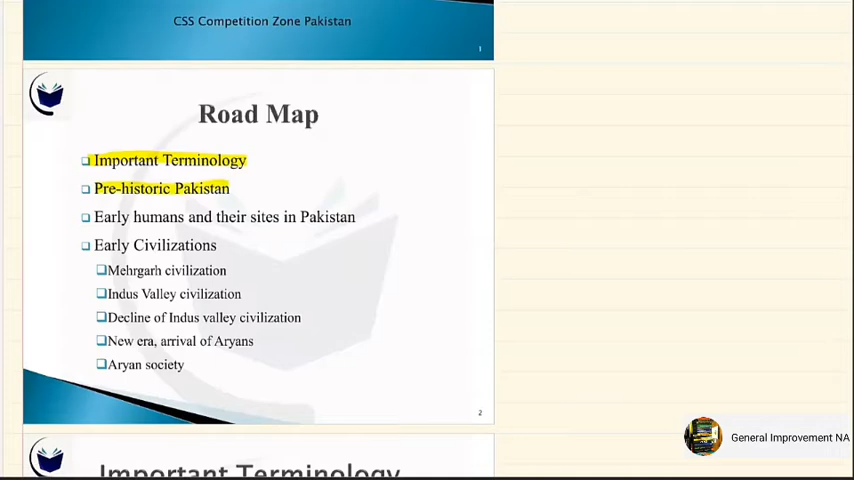 CSS Competition Zone Pakistan
1
Road Map
Important Terminology
Pre-historic Pakistan
Early humans and their sites in Pakistan
Early Civilizations
Mehrgarh civilization
Indus Valley civilization
Decline of Indus valley civilization
New era, arrival of Aryans
Aryan society
2
General Improvement NA
Important Terminology